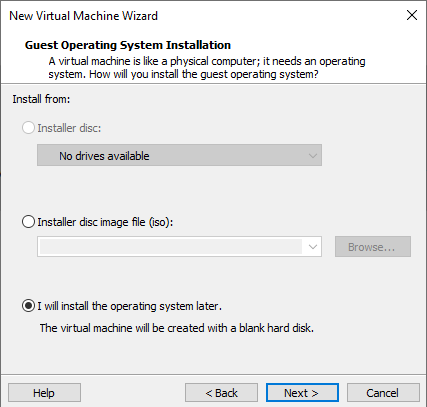 New Virtual Machine Wizard
Guest Operating System Installation
A virtual machine is like a physical computer; it needs an operating
system. How will you install the guest operating system?
Install from:
Installer disc:
No drives available
Installer disc image file (iso):
Browse...
I will install the operating system later.
The virtual machine will be created with a blank hard disk.
Help
< Back
Next >
Cancel